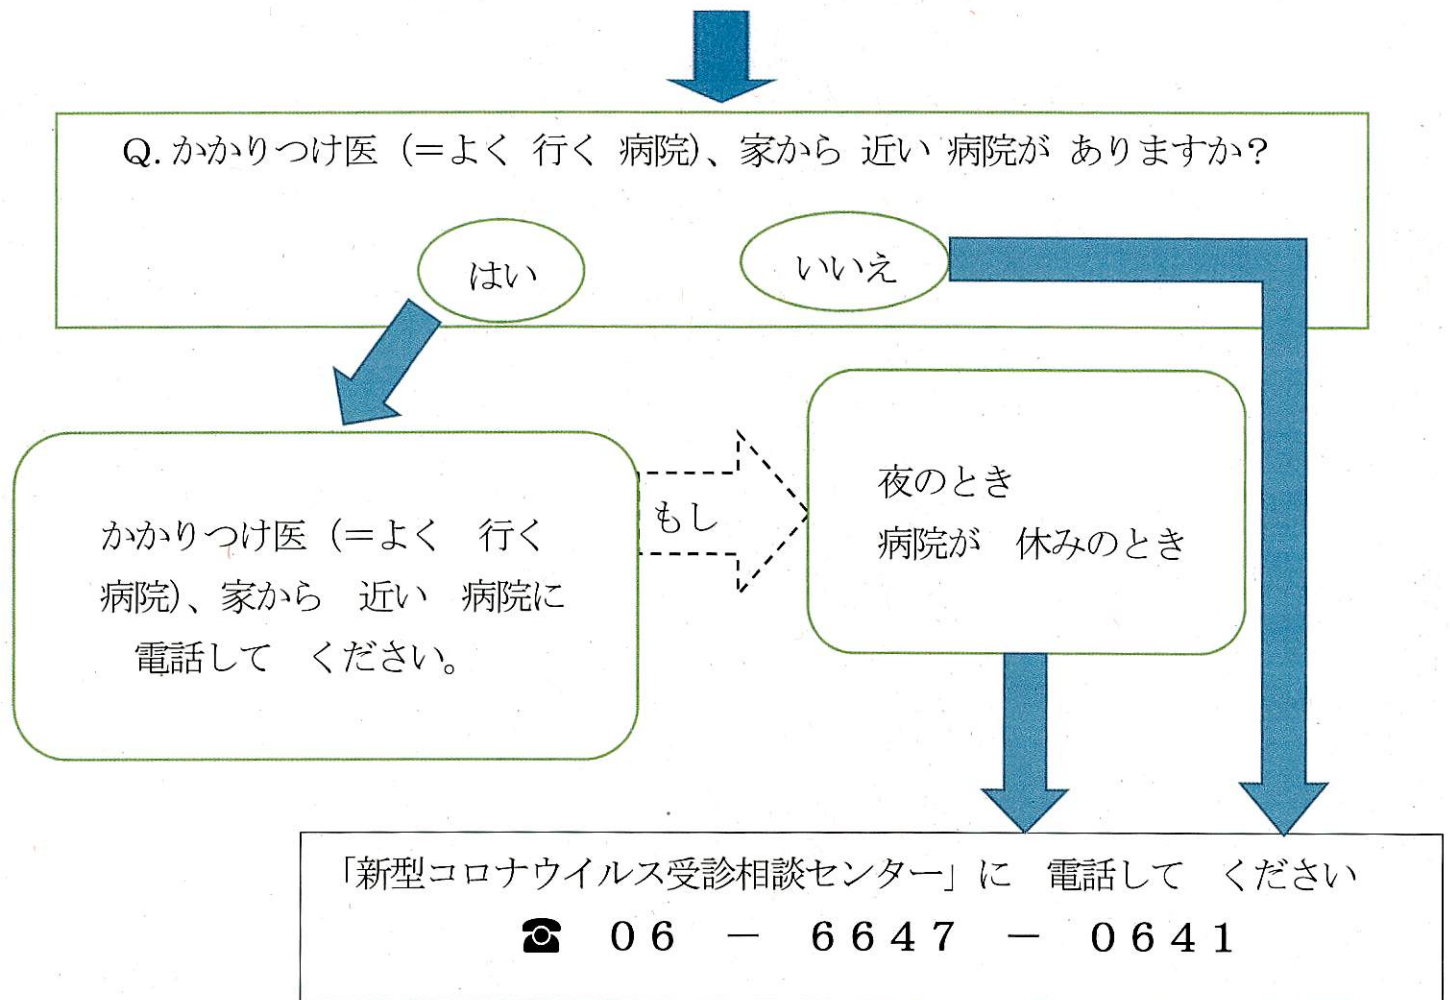 Q.かかりつけ医（＝よく 行く 病院）、家から 近い 病院が ありますか？
はい
いいえ
かかりつけ医（＝よく　行く
病院）、家から　近い　病院に
電話して　ください。
もし
夜のとき
病院が　休みのとき
「新型コロナウイルス受診相談センター」に　電話して　ください
☎　０６　－　６６４７　－　０６４１